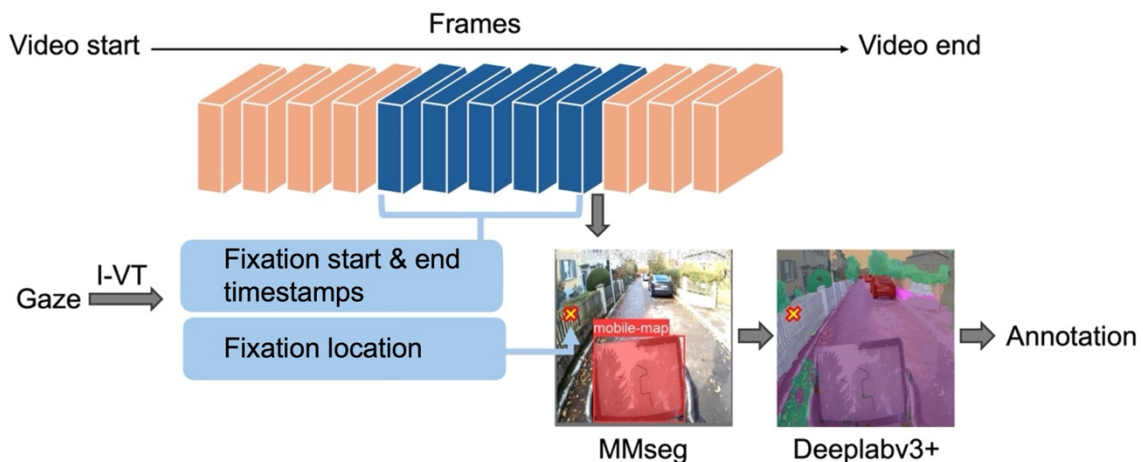 Frames
Video start
Video end
I-VT
Gaze
Fixation start & end
timestamps
Fixation location
mobile-map
Annotation
MMseg
Deeplabv3+